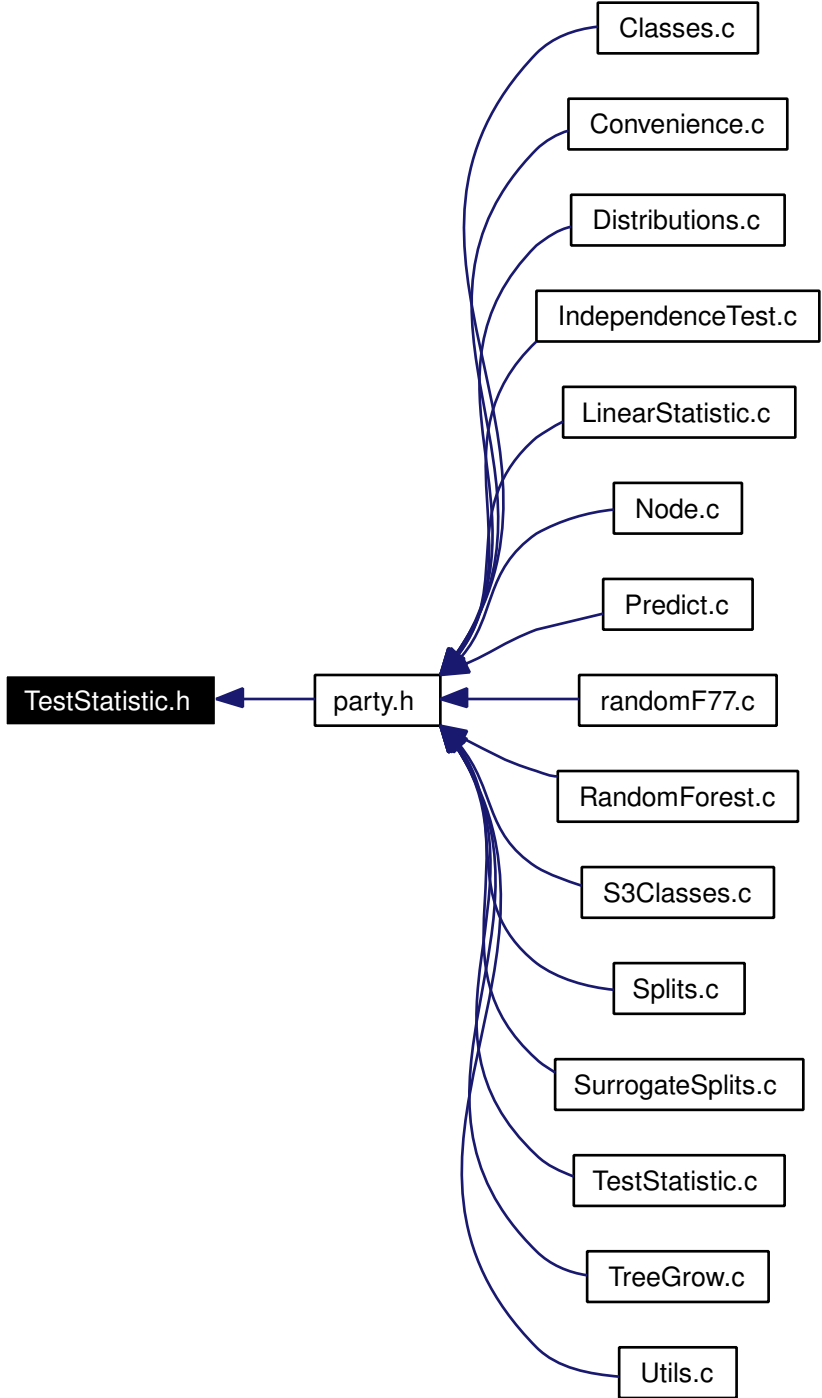 Classes.c
Convenience.c
Distributions.c
IndependenceTest.c
LinearStatistic.c
Node.c
Predict.c
TestStatistic.h
party.h
randomF77.c
RandomForest.c
S3Classes.c
Splits.c
SurrogateSplits.c
TestStatistic.c
TreeGrow.c
Utils.c